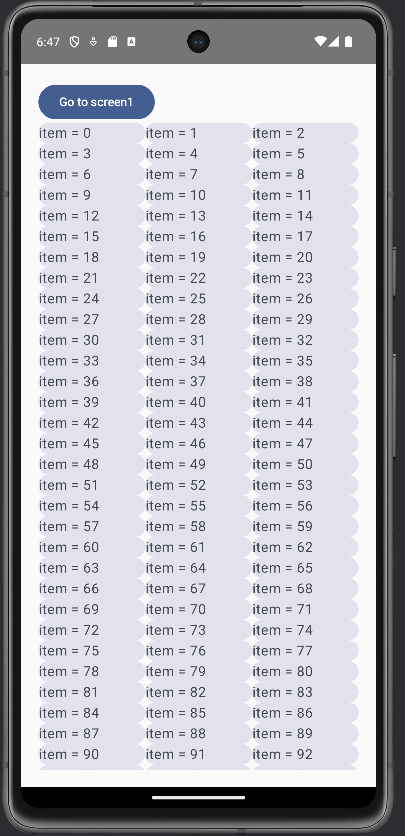 6:47
Go to screen1
item = 0 item = 1 item = 2
item = 3 item = 4 item = 5
item = 6 item = 7 item = 8
item = 9 item = 10 item = 11
item = 12 item = 13 item = 14
item = 15 item = 16 item = 17
item = 18 item = 19 item = 20
item = 21 item = 22 item = 23
item = 24 item = 25 item = 26
item = 27 item = 28 item = 29
item = 30 item = 31 item = 32
item = 33 item = 34 item = 35
item = 36 item = 37 item = 38
item = 39 item = 40 item = 41
item = 42 item = 43 item = 44
item = 45 item = 46 item = 47
item = 48 item = 49 item = 50
item = 51 item = 52 item = 53
item = 54 item = 55 item = 56
item = 57 item = 58 item = 59
item = 60 item = 61 item = 62
item = 63 item = 64 item = 65
item = 66 item = 67 item = 68
item = 69 item = 70 item = 71
item = 72 item = 73 item = 74
item = 75 item = 76 item = 77
item = 78 item = 79 item = 80
item = 81 item = 82 item = 83
item = 84 item = 85 item = 86
item = 87 item = 88 item = 89
item = 90 item = 91 item = 92